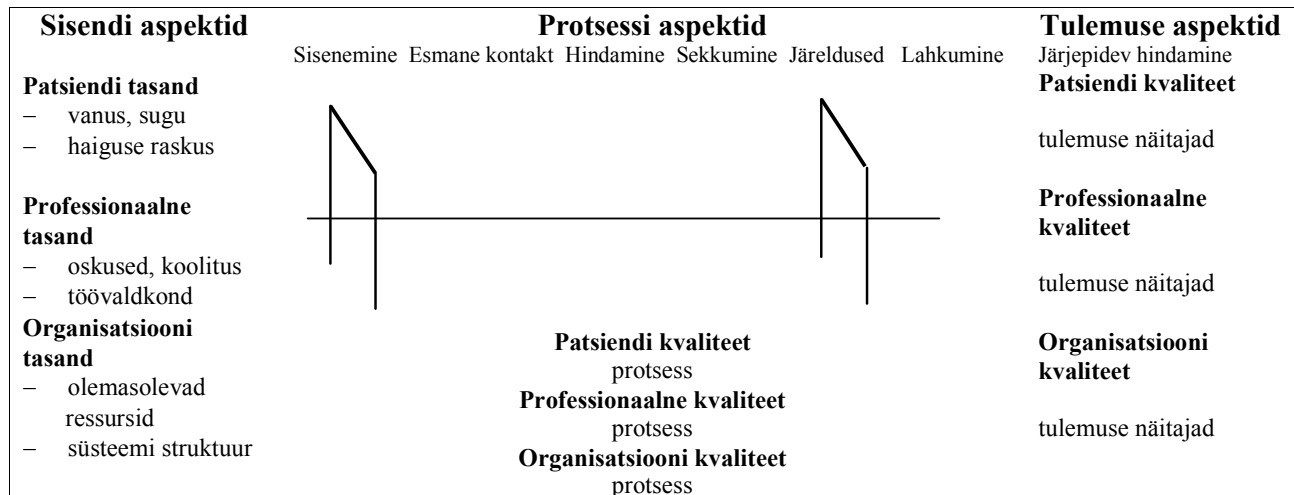 Sisendi aspektid
Patsiendi tasand
– vanus, sugu
– haiguse raskus
Professionaalne
tasand
– oskused, koolitus
– töövaldkond
Organisatsiooni
tasand
– olemasolevad
ressursid
– süsteemi struktuur
Protsessi aspektid
Sisenemine Esmane kontakt Hindamine Sekkumine Järeldused Lahkumine
Patsiendi kvaliteet
protsess
Professionaalne kvaliteet
protsess
Organisatsiooni kvaliteet
protsess
Tulemuse aspektid
Järjepidev hindamine
Patsiendi kvaliteet
tulemuse näitajad
Professionaalne
kvaliteet
tulemuse näitajad
Organisatsiooni
kvaliteet
tulemuse näitajad